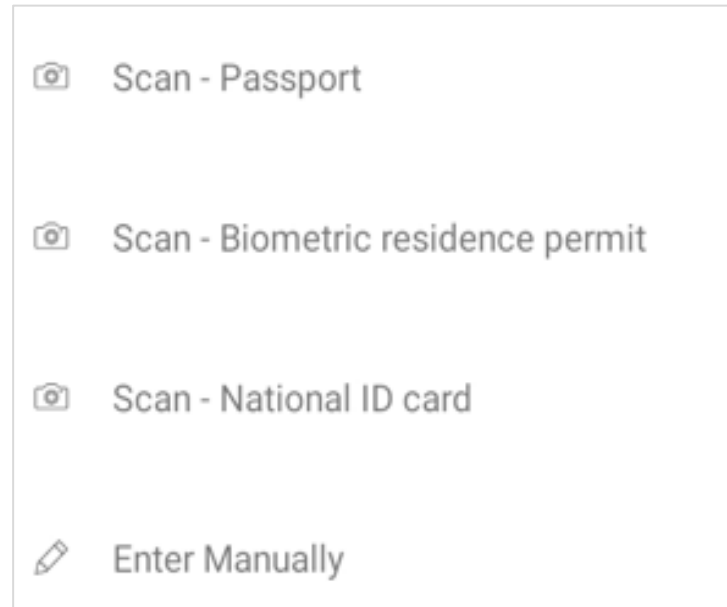 Scan - Passport
Scan - Biometric residence permit
Scan - National ID card
Enter Manually